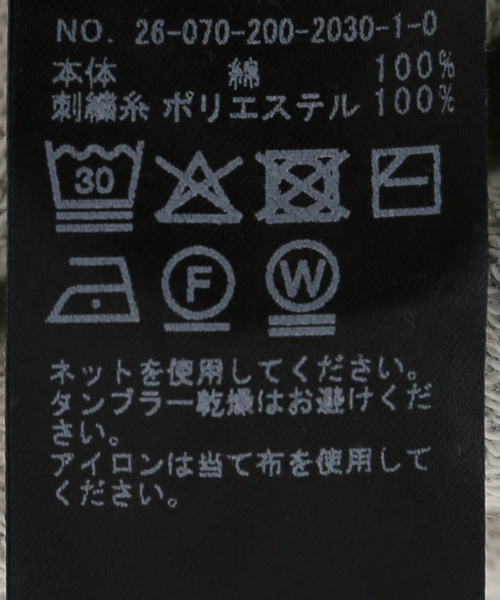 NO. 26-070-200-2030-1-0
本体 綿 100%
刺繍糸 ポリエステル 100%
30
F W
ネットを使用してください。
タンブラー乾燥はお避けくだ
さい。
アイロンは当て布を使用して
ください。